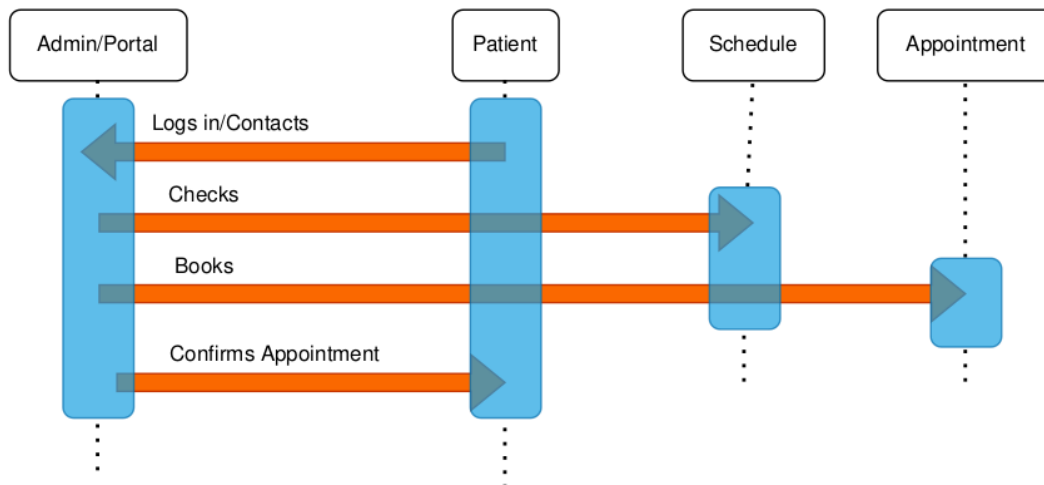 Admin/Portal
Patient
Schedule
Appointment
Logs in/Contacts
Checks
Books
Confirms Appointment